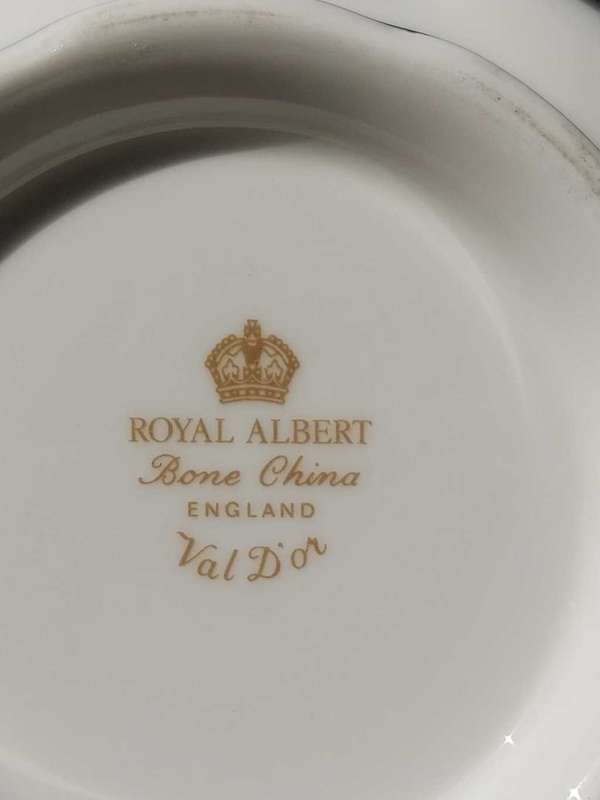 ROYAL ALBERT
Bone China
ENGLAND
Val D'or